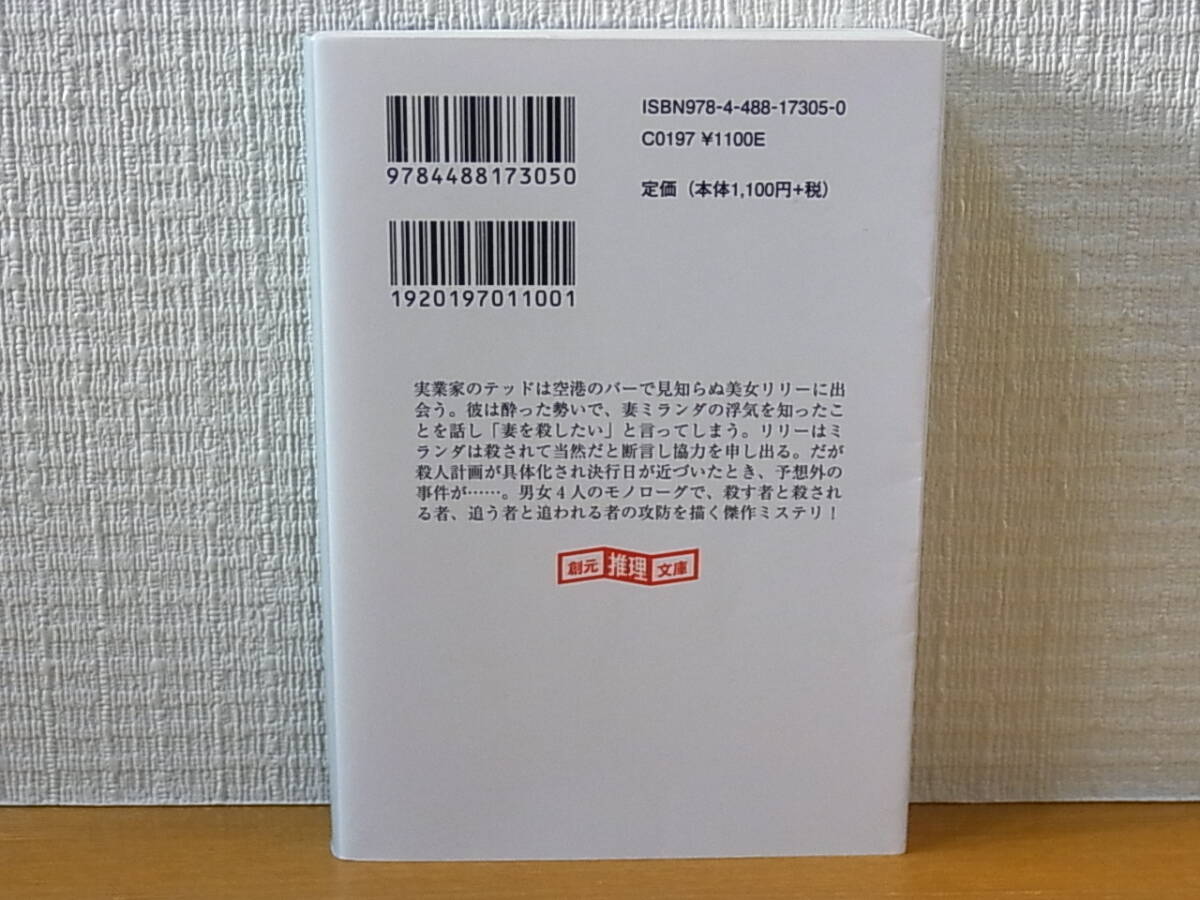 ISBN978-4-488-17305-0
C0197 ¥1100E
定価（本体1,100円+税）
9784488173050
1920197011001
実業家のテッドは空港のバーで見知らぬ美女リリーに出
会う。彼は酔った勢いで、妻ミランダの浮気を知ったこ
とを話し「妻を殺したい」と言ってしまう。リリーはミ
ランダは殺されて当然だと断言し協力を申し出る。だが
殺人計画が具体化され決行日が近づいたとき、予想外の
事件が……。男女４人のモノローグで、殺す者と殺され
る者、追う者と追われる者の攻防を描く傑作ミステリ！
創元推理文庫